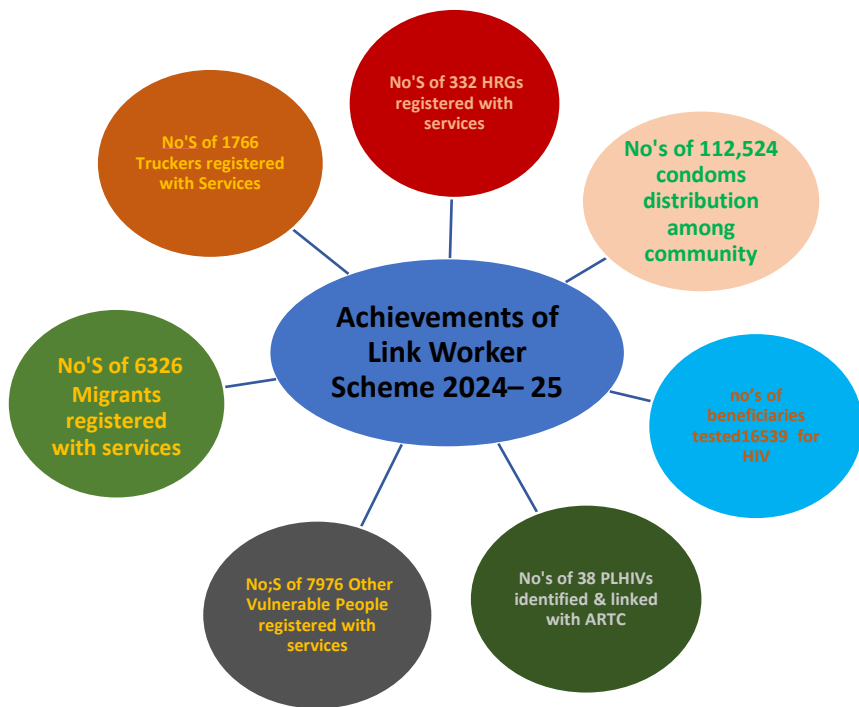 No'S of 332 HRGs
registered with
services
No's of 112,524
condoms
distribution
among
community
no's of
beneficiaries
tested16539 for
HIV
No's of 38 PLHIVs
identified & linked
with ARTC
No;S of 7976 Other
Vulnerable People
registered with
services
No'S of 6326
Migrants
registered
with services
No'S of 1766
Truckers registered
with Services
Achievements of
Link Worker
Scheme 2024– 25